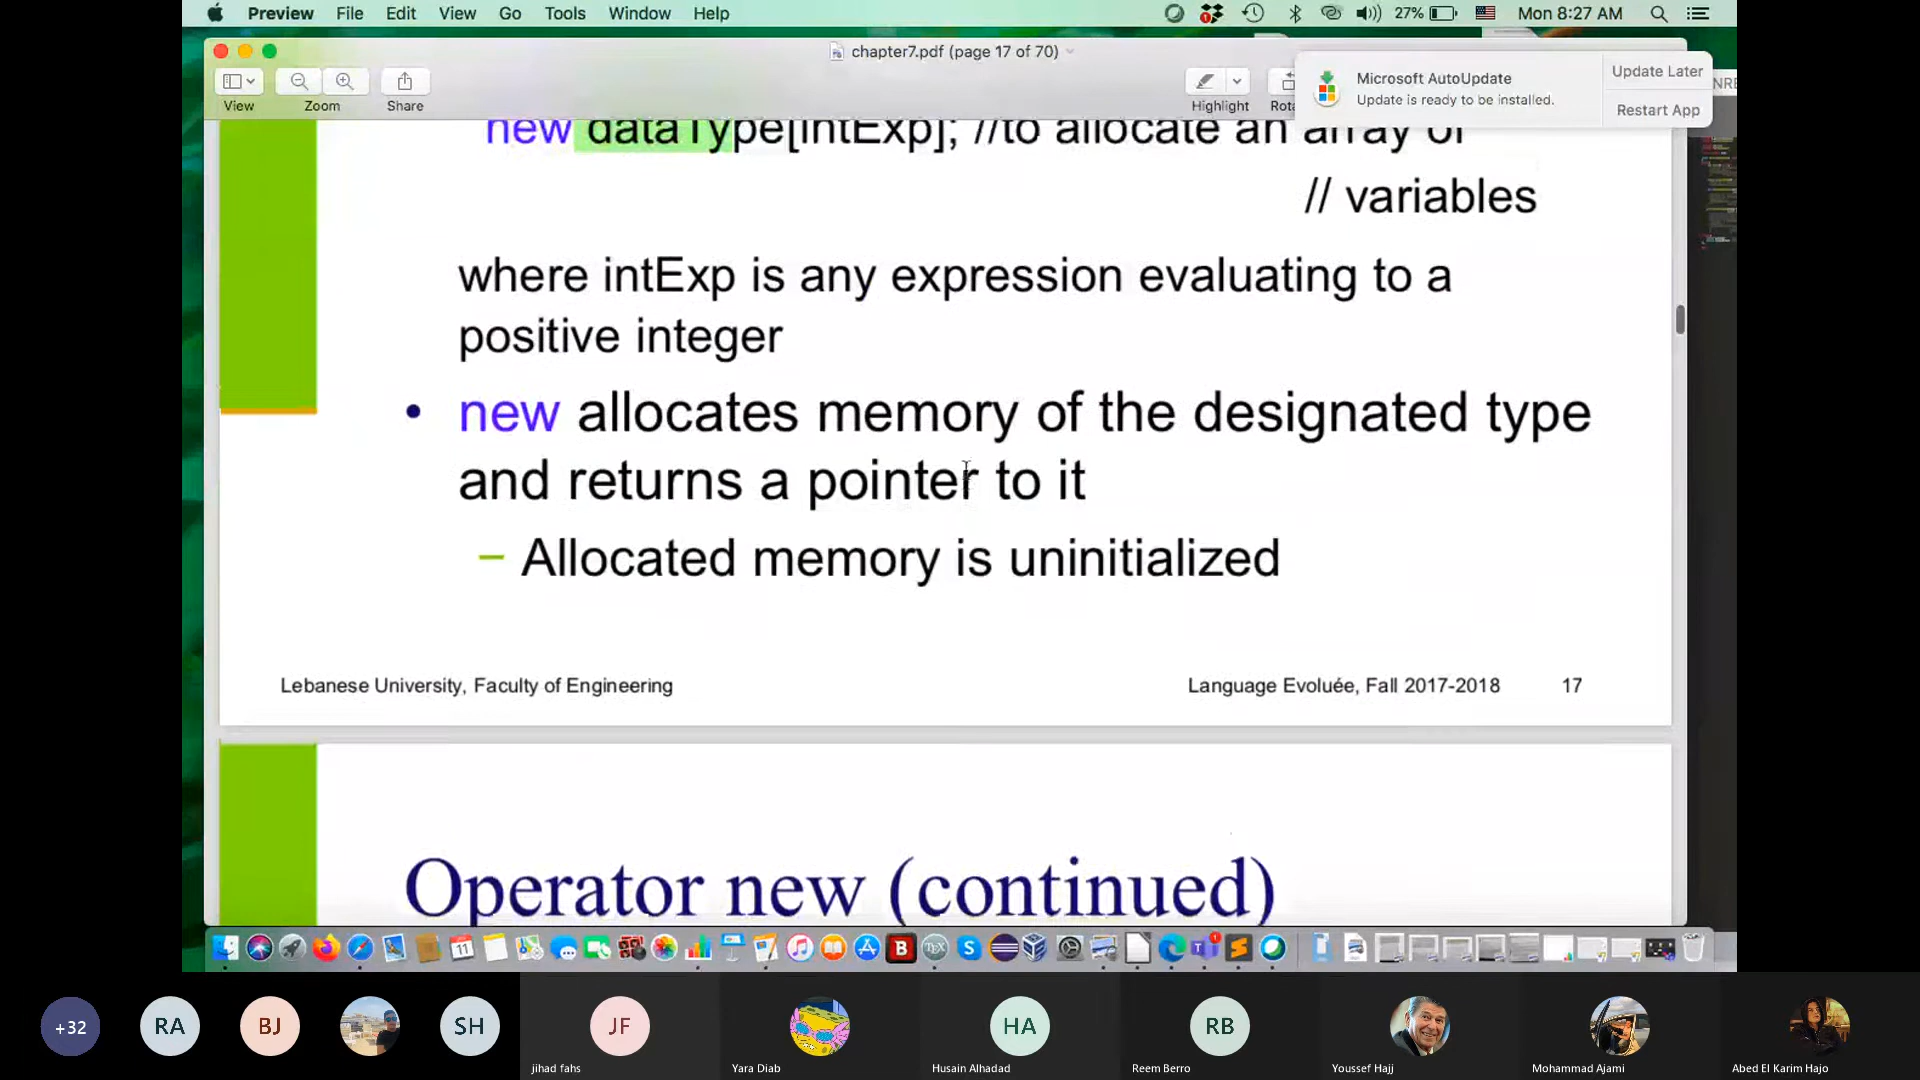 Preview File Edit View Go Tools Window Help 27% Mon 8:27 AM
chapter7.pdf (page 17 of 70)
View Zoom Share Highlight
Microsoft AutoUpdate
Update is ready to be installed.
Update Later
Restart App
new dataType[intExp]; //to allocate an array of
// variables
where intExp is any expression evaluating to a
positive integer
• new allocates memory of the designated type
and returns a pointer to it
– Allocated memory is uninitialized
Lebanese University, Faculty of Engineering Language Evoluée, Fall 2017-2018 17
Operator new (continued)
+32 RA BJ SH JF HA RB
jihad fahs Yara Diab Husain Alhadad Reem Berro Youssef Hajj Mohammad Ajami Abed El Karim Hajo